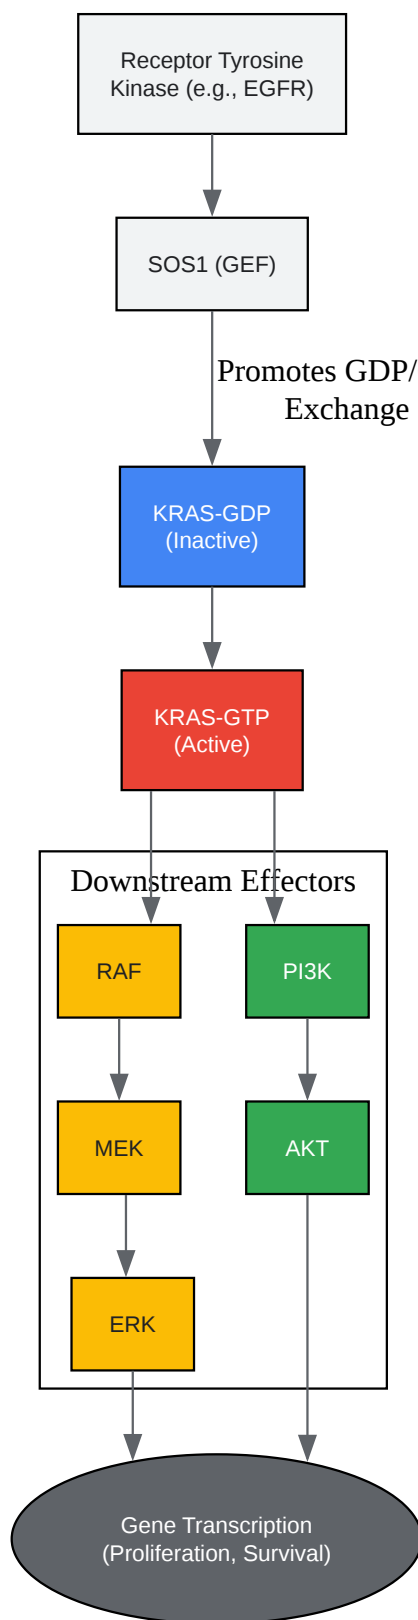 Receptor Tyrosine
Kinase (e.g., EGFR)
SOS1 (GEF)
Promotes GDP/
Exchange
KRAS-GDP
(Inactive)
KRAS-GTP
(Active)
Downstream Effectors
RAF
PI3K
MEK
AKT
ERK
Gene Transcription
(Proliferation, Survival)